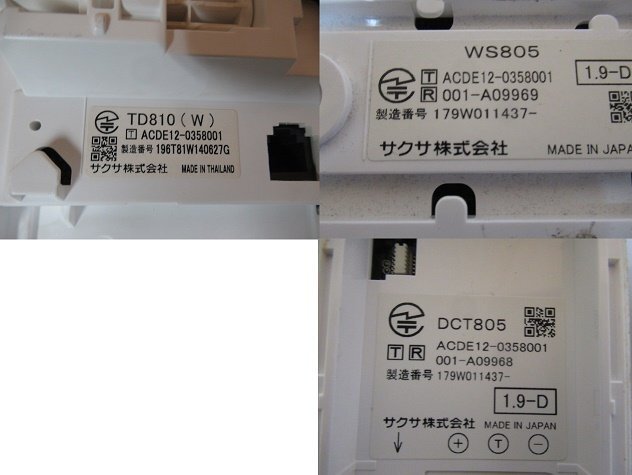 TD810(W)
T ACDE12-0358001
製造番号 196T81W140627G
サクサ株式会社 MADE IN THAILAND
WS805
T ACDE12-0358001
R 001-A09969
1.9-D
製造番号 179W011437-
サクサ株式会社 MADE IN JAPAN
DCT805
T R ACDE12-0358001
001-A09968
製造番号 179W011437-
1.9-D
サクサ株式会社 MADE IN JAPAN
↓ + T -